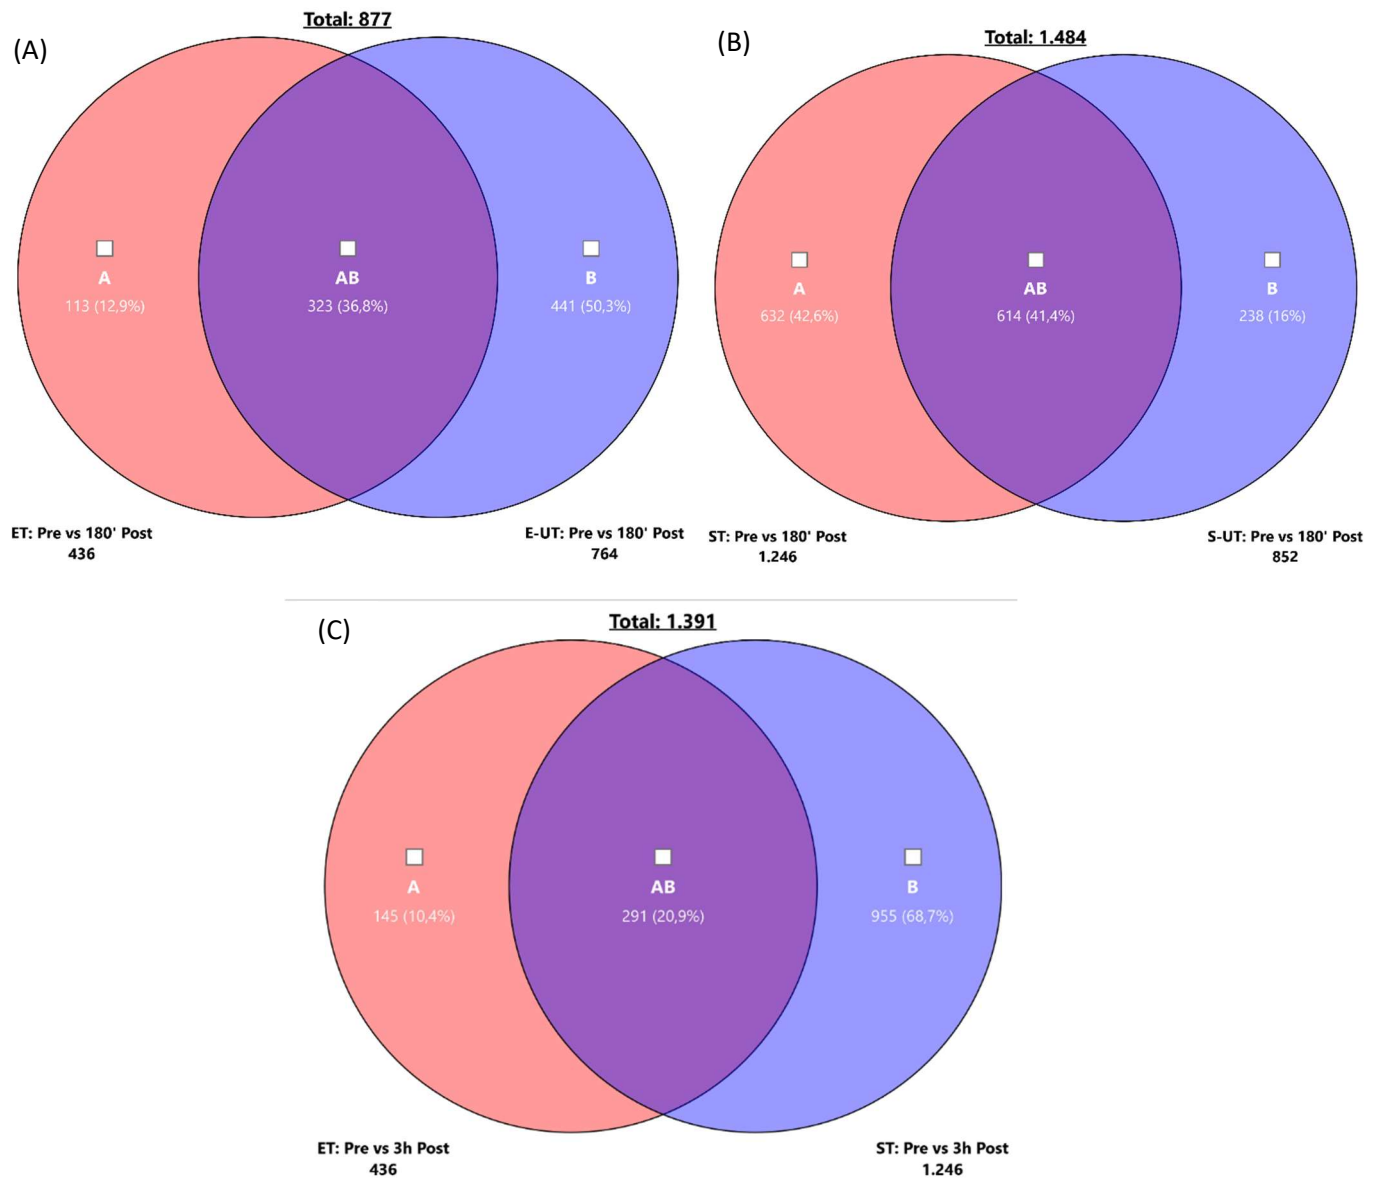 (A)
Total: 877
A
113 (12,9%)
AB
323 (36,8%)
B
441 (50,3%)
ET: Pre vs 180' Post
436
E-UT: Pre vs 180' Post
764
(B)
Total: 1.484
A
632 (42,6%)
AB
614 (41,4%)
B
238 (16%)
ST: Pre vs 180' Post
1.246
S-UT: Pre vs 180' Post
852
(C)
Total: 1.391
A
145 (10,4%)
AB
291 (20,9%)
B
955 (68,7%)
ET: Pre vs 3h Post
436
ST: Pre vs 3h Post
1.246